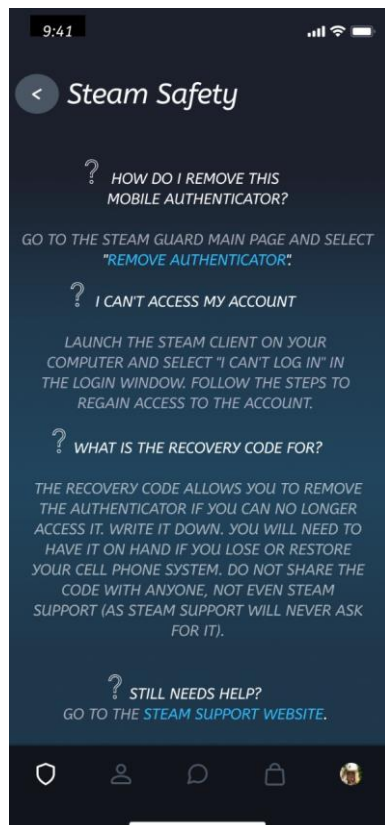 9:41
< Steam Safety
? HOW DO I REMOVE THIS
MOBILE AUTHENTICATOR?
GO TO THE STEAM GUARD MAIN PAGE AND SELECT
"REMOVE AUTHENTICATOR".
? I CAN'T ACCESS MY ACCOUNT
LAUNCH THE STEAM CLIENT ON YOUR
COMPUTER AND SELECT "I CAN'T LOG IN" IN
THE LOGIN WINDOW. FOLLOW THE STEPS TO
REGAIN ACCESS TO THE ACCOUNT.
? WHAT IS THE RECOVERY CODE FOR?
THE RECOVERY CODE ALLOWS YOU TO REMOVE
THE AUTHENTICATOR IF YOU CAN NO LONGER
ACCESS IT. WRITE IT DOWN. YOU WILL NEED TO
HAVE IT ON HAND IF YOU LOSE OR RESTORE
YOUR CELL PHONE SYSTEM. DO NOT SHARE THE
CODE WITH ANYONE, NOT EVEN STEAM
SUPPORT (AS STEAM SUPPORT WILL NEVER ASK
FOR IT).
? STILL NEEDS HELP?
GO TO THE STEAM SUPPORT WEBSITE.